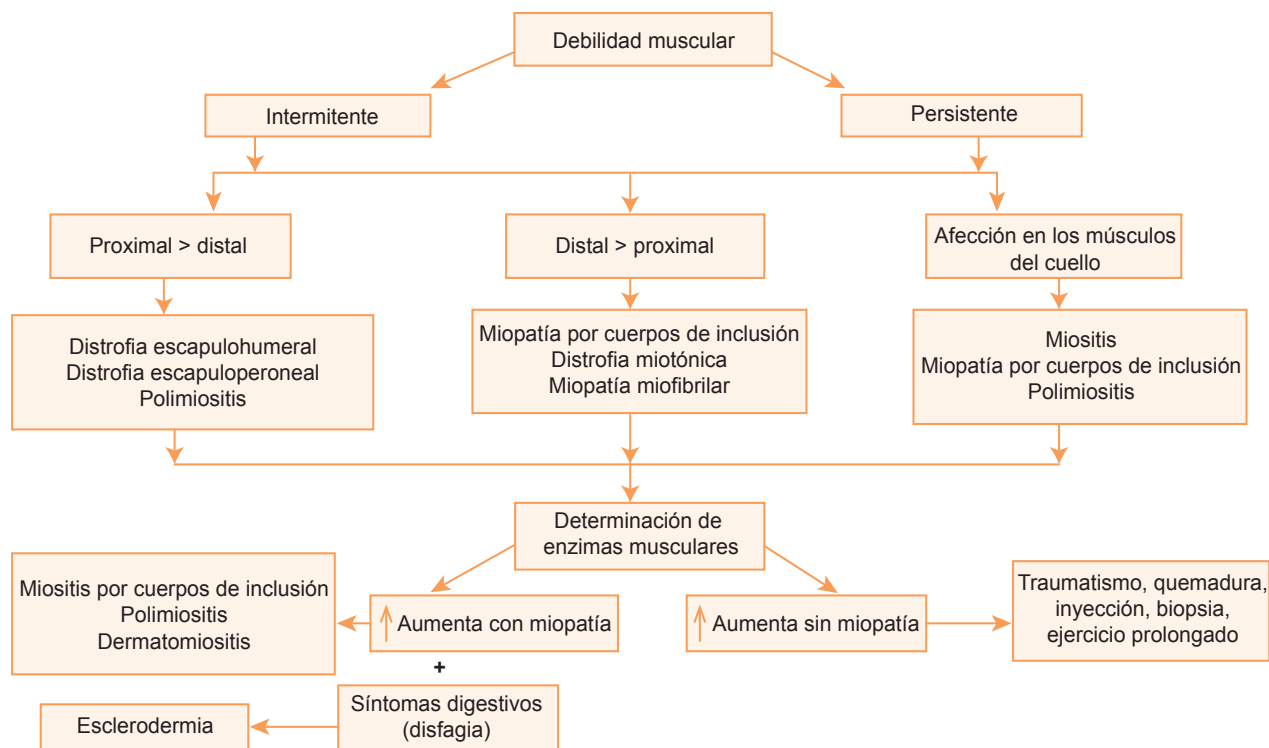 Debilidad muscular
Intermitente
Persistente
Proximal > distal
Distal > proximal
Afección en los músculos
del cuello
Distrofia escapulohumeral
Distrofia escapuloperoneal
Polimiositis
Miopatía por cuerpos de inclusión
Distrofia miotónica
Miopatía miofibrilar
Miositis
Miopatía por cuerpos de inclusión
Polimiositis
Determinación de
enzimas musculares
Miositis por cuerpos de inclusión
Polimiositis
Dermatomiositis
Aumenta con miopatía
Aumenta sin miopatía
Traumatismo, quemadura,
inyección, biopsia,
ejercicio prolongado
+
Síntomas digestivos
(disfagia)
Esclerodermia